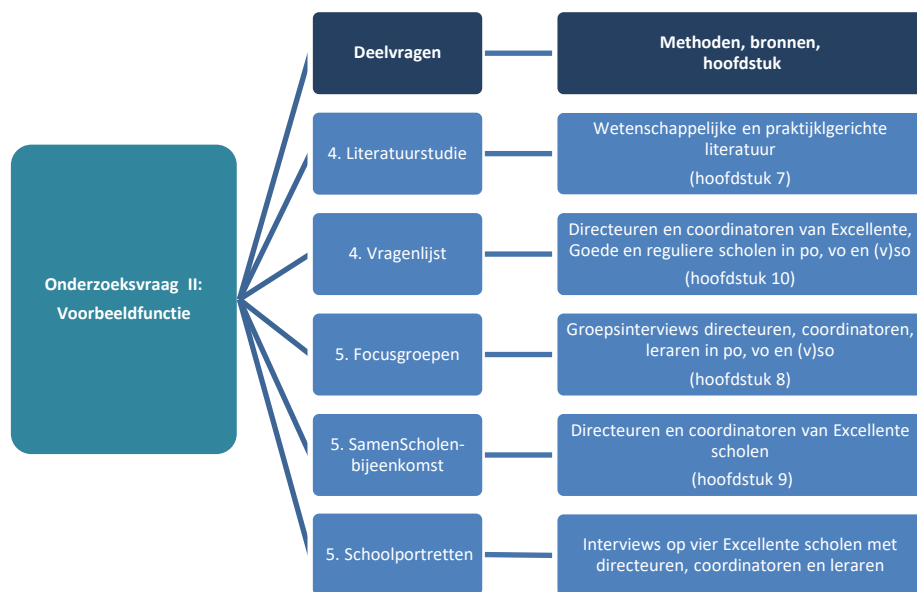 Deelvragen
Methoden, bronnen,
hoofdstuk
Onderzoeksvraag II:
Voorbeeldfunctie
4. Literatuurstudie
Wetenschappelijke en praktijklgerichte
literatuur
(hoofdstuk 7)
4. Vragenlijst
Directeuren en coordinatoren van Excellente,
Goede en reguliere scholen in po, vo en (v)so
(hoofdstuk 10)
5. Focusgroepen
Groepsinterviews directeuren, coordinatoren,
leraren in po, vo en (v)so
(hoofdstuk 8)
5. SamenScholen-
bijeenkomst
Directeuren en coordinatoren van Excellente
scholen
(hoofdstuk 9)
5. Schoolportretten
Interviews op vier Excellente scholen met
directeuren, coordinatoren en leraren